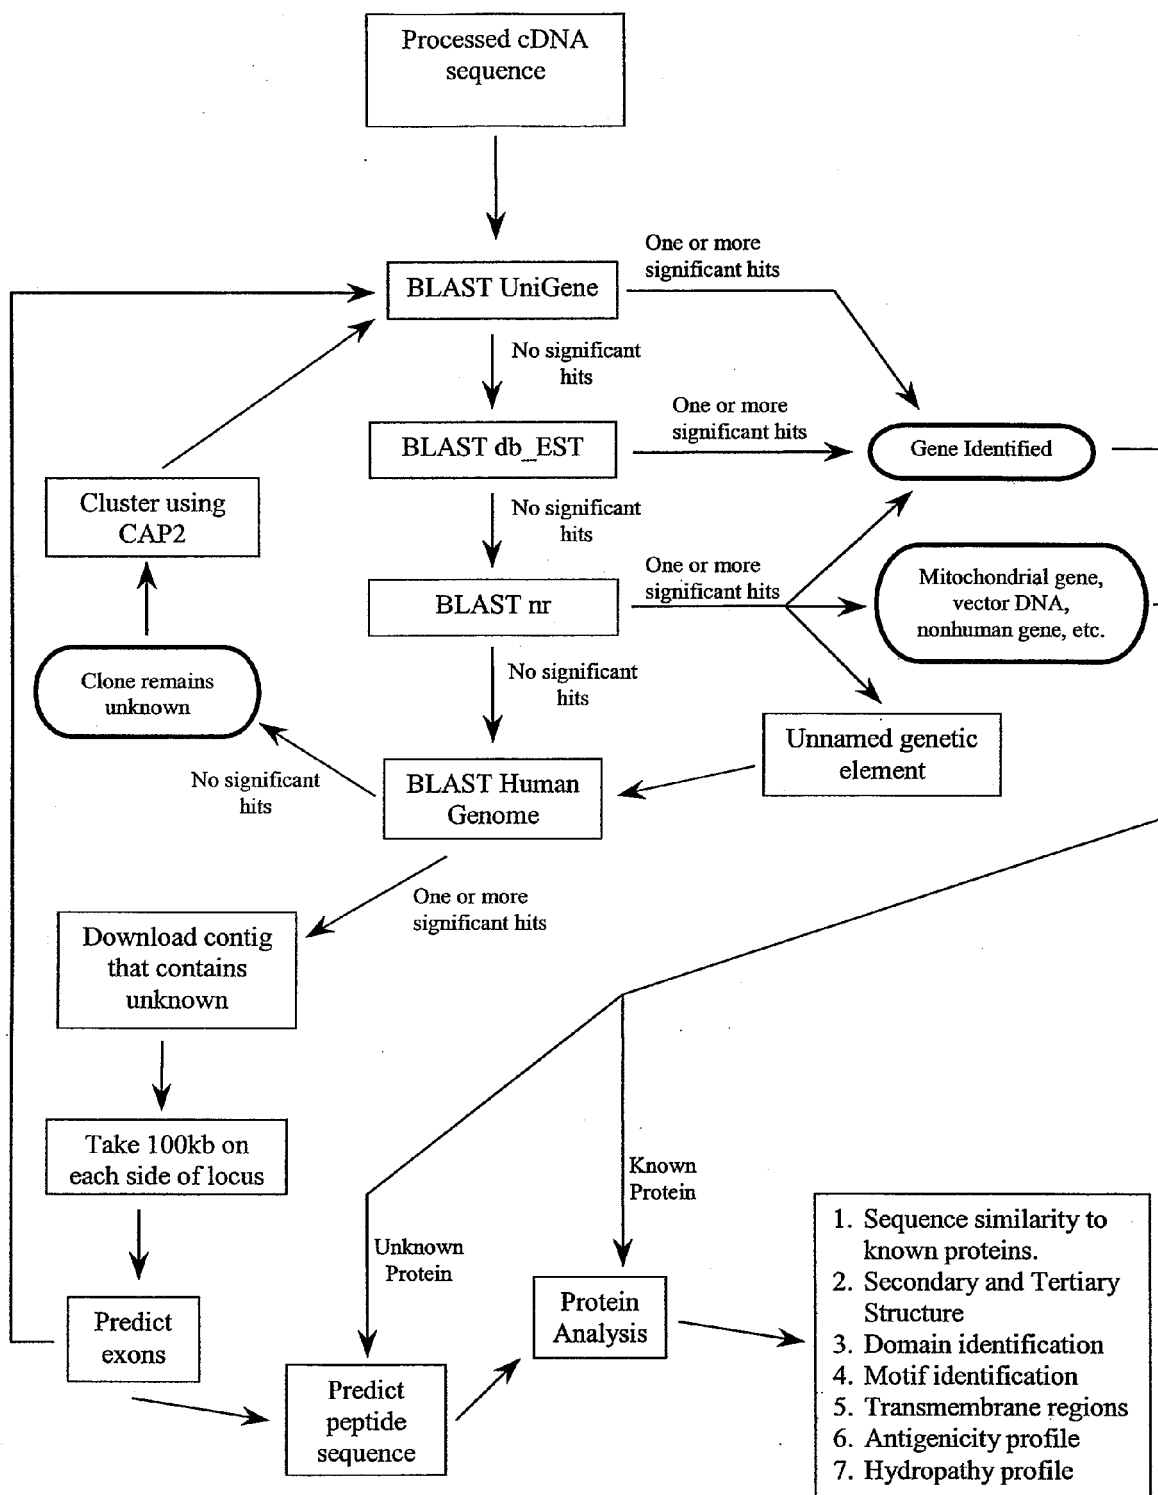 Processed cDNA
sequence
One or more
significant hits
BLAST UniGene
No significant
hits
One or more
significant hits
BLAST db_EST
Gene Identified
Cluster using
CAP2
No significant
hits
One or more
significant hits
BLAST nr
Mitochondrial gene,
vector DNA,
nonhuman gene, etc.
Clone remains
unknown
No significant
hits
Unnamed genetic
element
No significant
hits
BLAST Human
Genome
One or more
significant hits
Download contig
that contains
unknown
Take 100kb on
each side of locus
Known
Protein
Unknown
Protein
Predict
exons
Protein
Analysis
Predict
peptide
sequence
1. Sequence similarity to
known proteins.
2. Secondary and Tertiary
Structure
3. Domain identification
4. Motif identification
5. Transmembrane regions
6. Antigenicity profile
7. Hydropathy profile